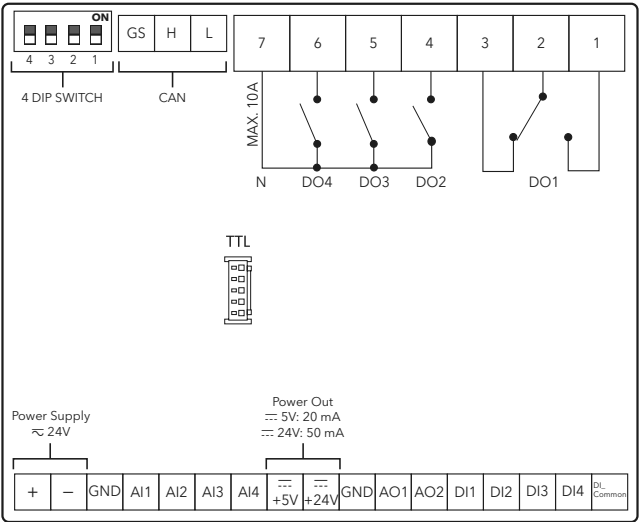 ON
4 3 2 1
4 DIP SWITCH
GS H L
CAN
7 6 5 4 3 2 1
MAX. 10A
N DO4 DO3 DO2 DO1
TTL
Power Supply
24V
Power Out
5V: 20 mA
24V: 50 mA
+ − GND AI1 AI2 AI3 AI4 +5V +24V GND AO1 AO2 DI1 DI2 DI3 DI4 DI_
Common